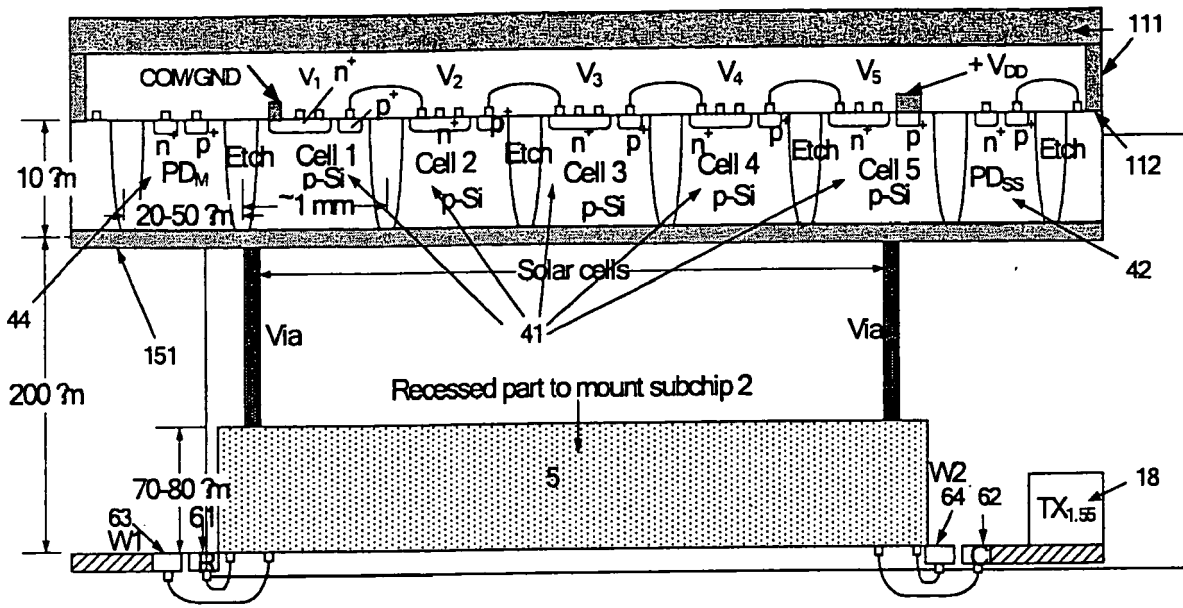 111
COM/GND
V1 n+
V2
V3
V4
V5
+ VDD
p+
n+ p+
n+ p+
n+ p+
n+ p+
n+ p+
n+ p+
10 ?m
PDM
Etch
Cell 1
p-Si
Cell 2
p-Si
Etch
Cell 3
p-Si
Cell 4
p-Si
Etch
Cell 5
p-Si
PDSS
Etch
112
20-50 ?m
~1 mm
Solar cells
44
41
42
Via
Via
151
200 ?m
Recessed part to mount subchip 2
5
70-80 ?m
63
W1
61
W2
64
62
TX1.55
18